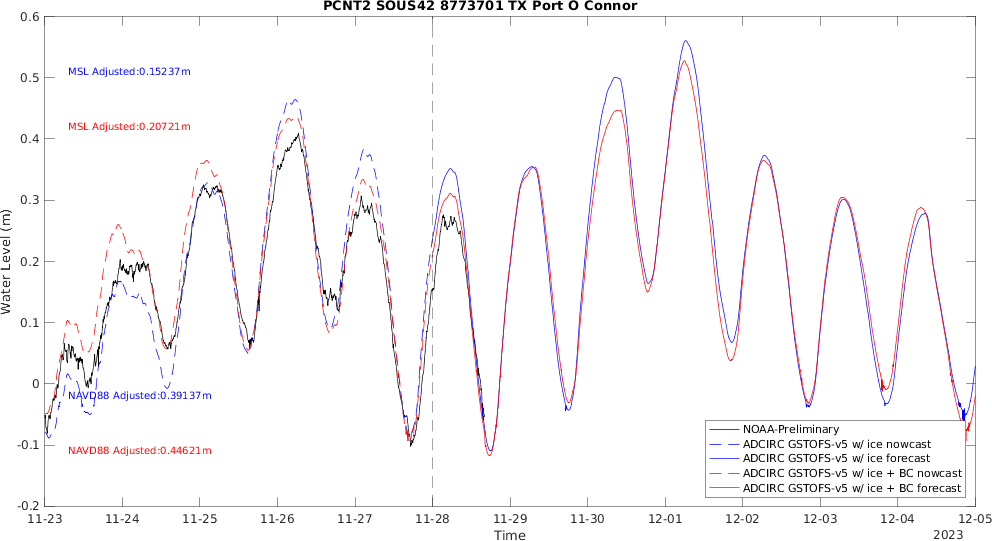 PCNT2 SOUS42 8773701 TX Port O Connor
0.6
0.5
0.4
0.3
0.2
0.1
0
-0.1
-0.2
Water Level (m)
MSL Adjusted:0.15237m
MSL Adjusted:0.20721m
NAVD88 Adjusted:0.39137m
NAVD88 Adjusted:0.44621m
NOAA-Preliminary
ADCIRC GSTOFS-v5 w/ ice nowcast
ADCIRC GSTOFS-v5 w/ ice forecast
ADCIRC GSTOFS-v5 w/ ice + BC nowcast
ADCIRC GSTOFS-v5 w/ ice + BC forecast
11-23 11-24 11-25 11-26 11-27 11-28 11-29 11-30 12-01 12-02 12-03 12-04 12-05
Time
2023